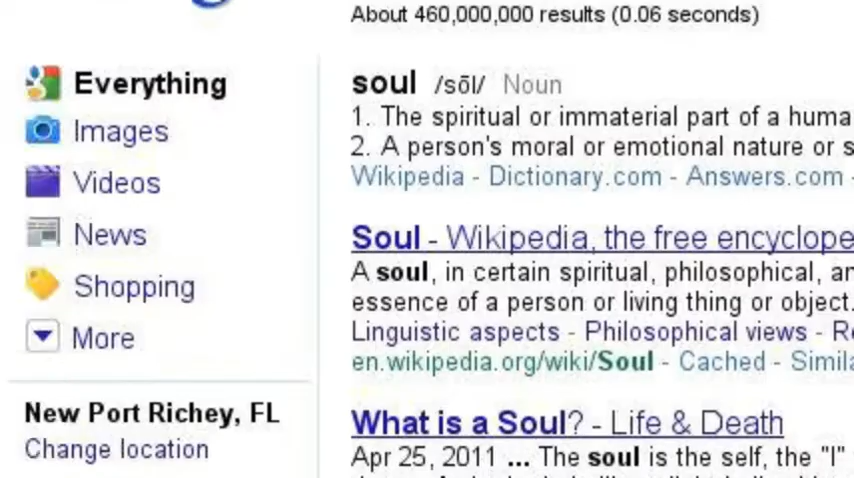 About 460,000,000 results (0.06 seconds)
Everything
Images
Videos
News
Shopping
More
New Port Richey, FL
Change location
soul /sōl/ Noun
1. The spiritual or immaterial part of a huma
2. A person's moral or emotional nature or s
Wikipedia - Dictionary.com - Answers.com -
Soul - Wikipedia, the free encyclope
A soul, in certain spiritual, philosophical, an
essence of a person or living thing or object.
Linguistic aspects - Philosophical views - Re
en.wikipedia.org/wiki/Soul - Cached - Simila
What is a Soul? - Life & Death
Apr 25, 2011 ... The soul is the self, the "I"